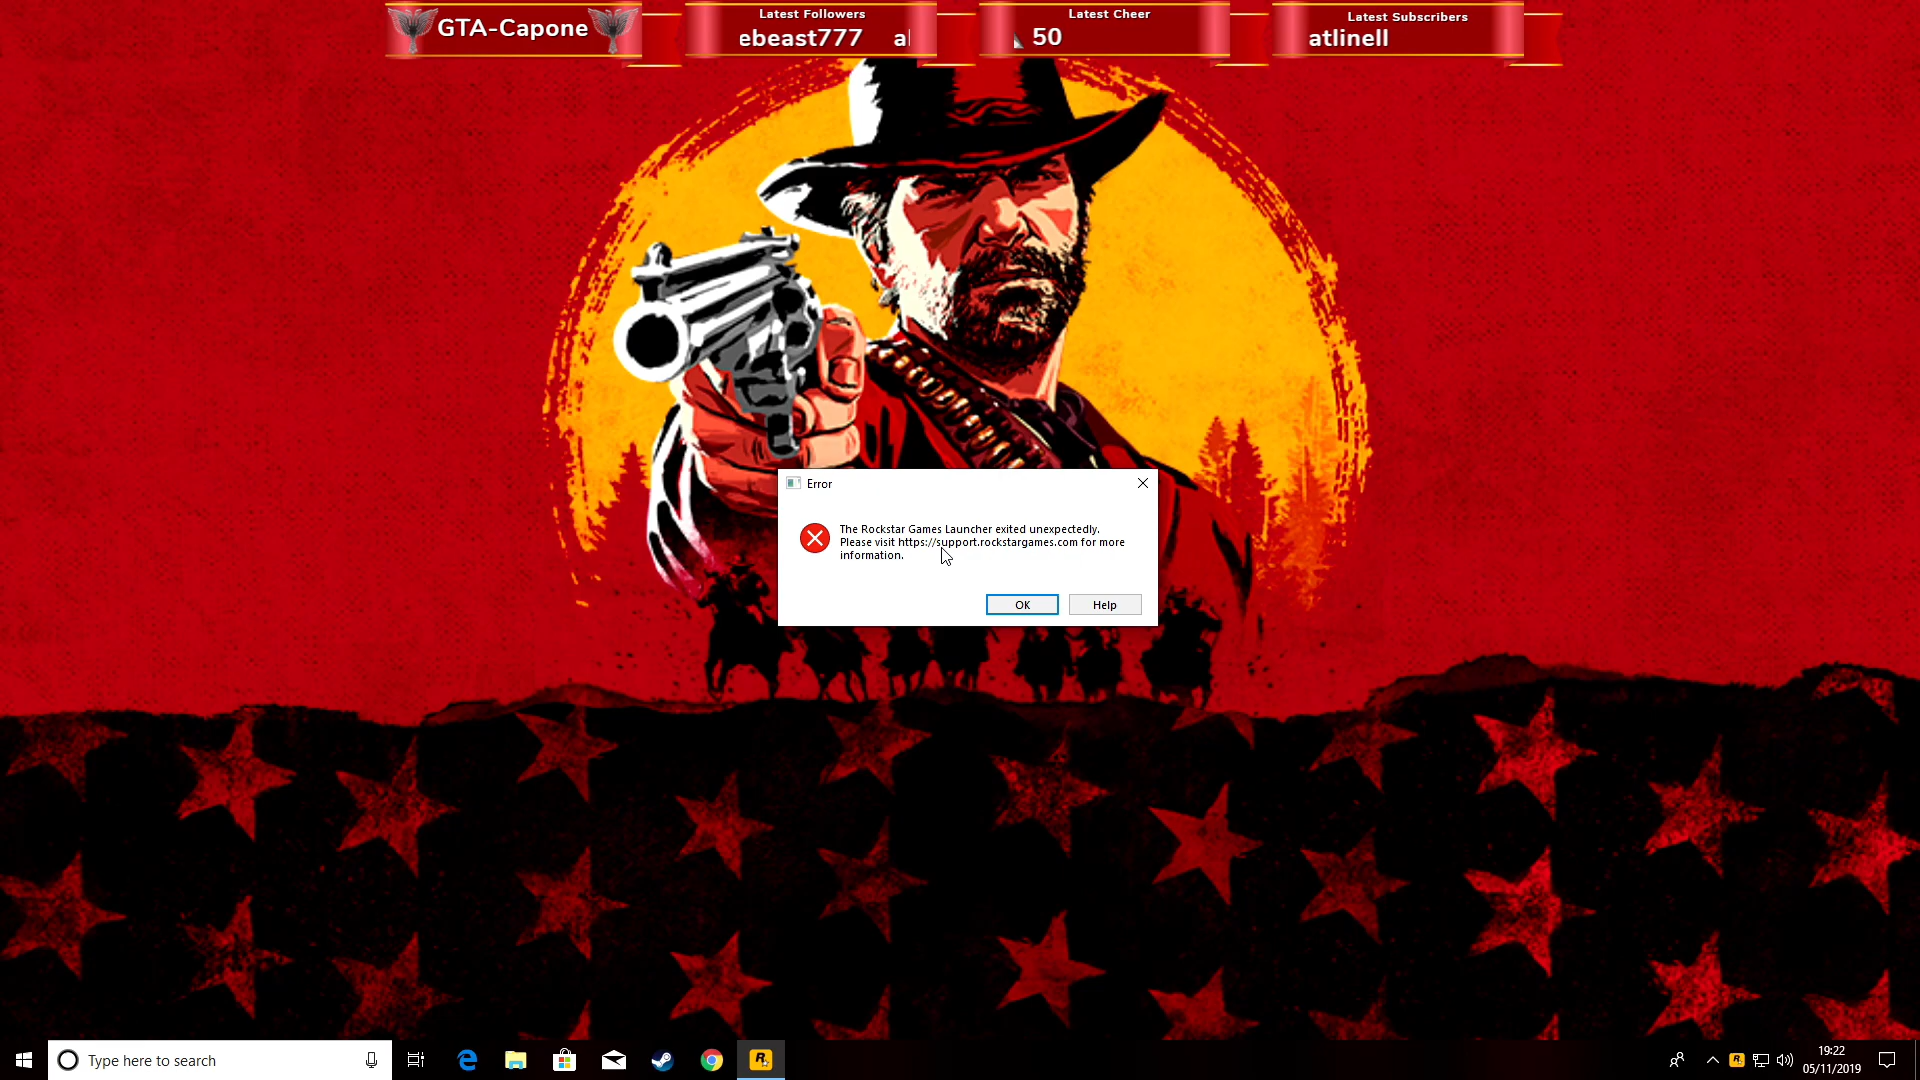 GTA-Capone
Latest Followers
ebeast777 al
Latest Cheer
50
Latest Subscribers
atlinell
Error
The Rockstar Games Launcher exited unexpectedly.
Please visit https://support.rockstargames.com for more
information.
OK
Help
Type here to search
19:22
05/11/2019